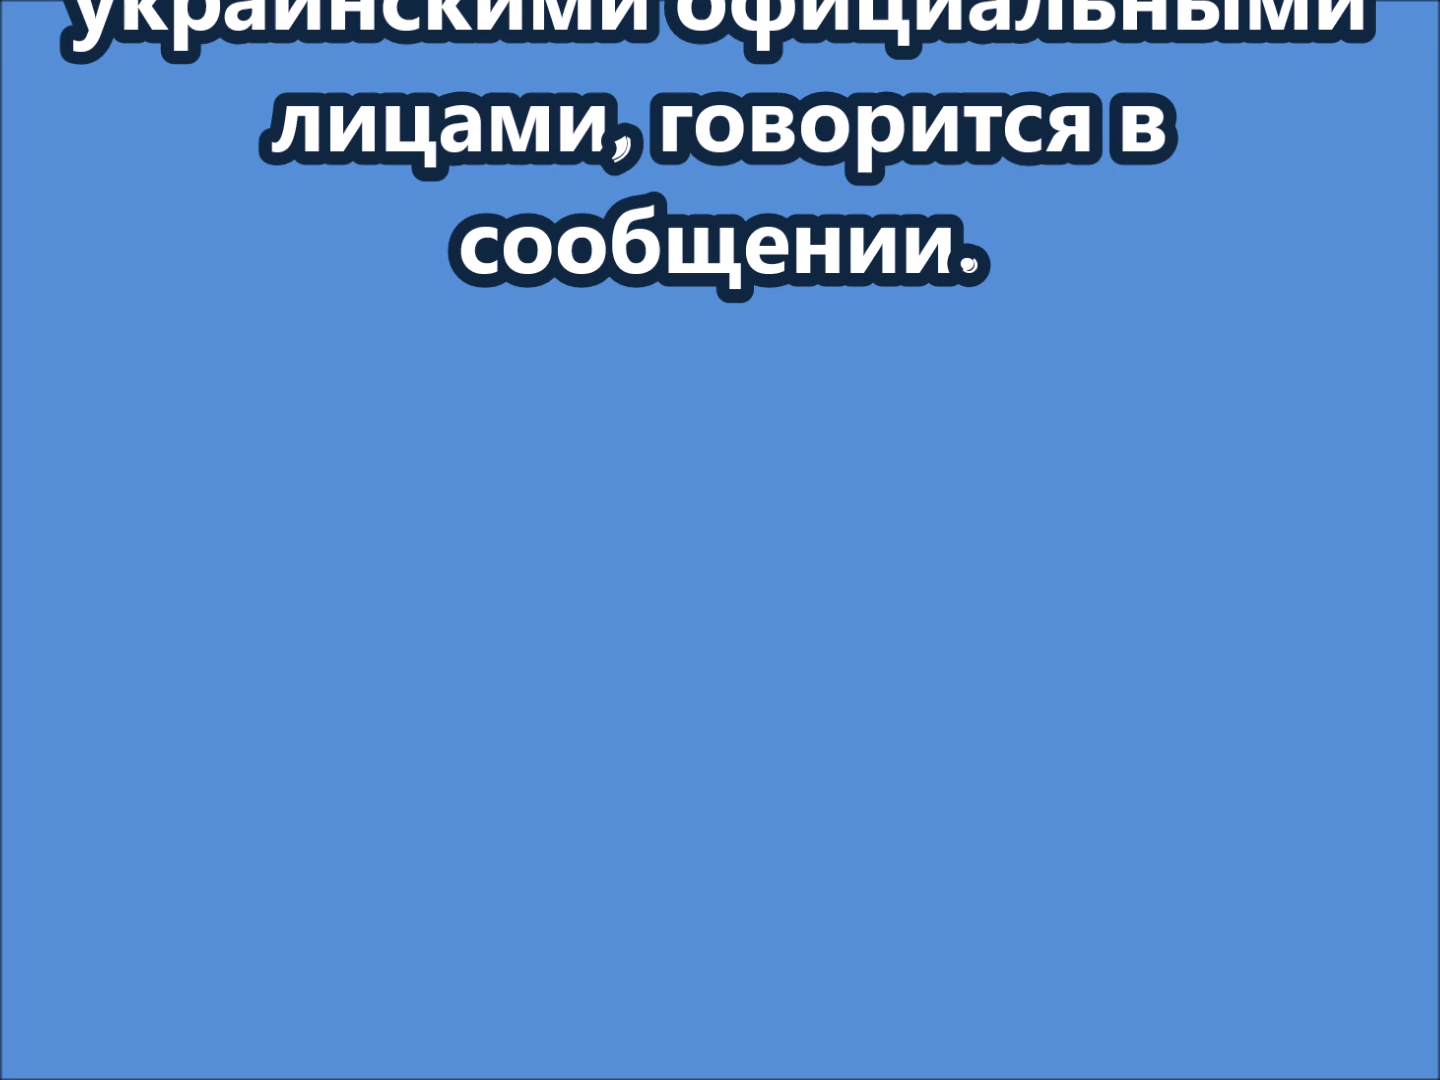 украинскими официальными
лицами, говорится в
сообщении.